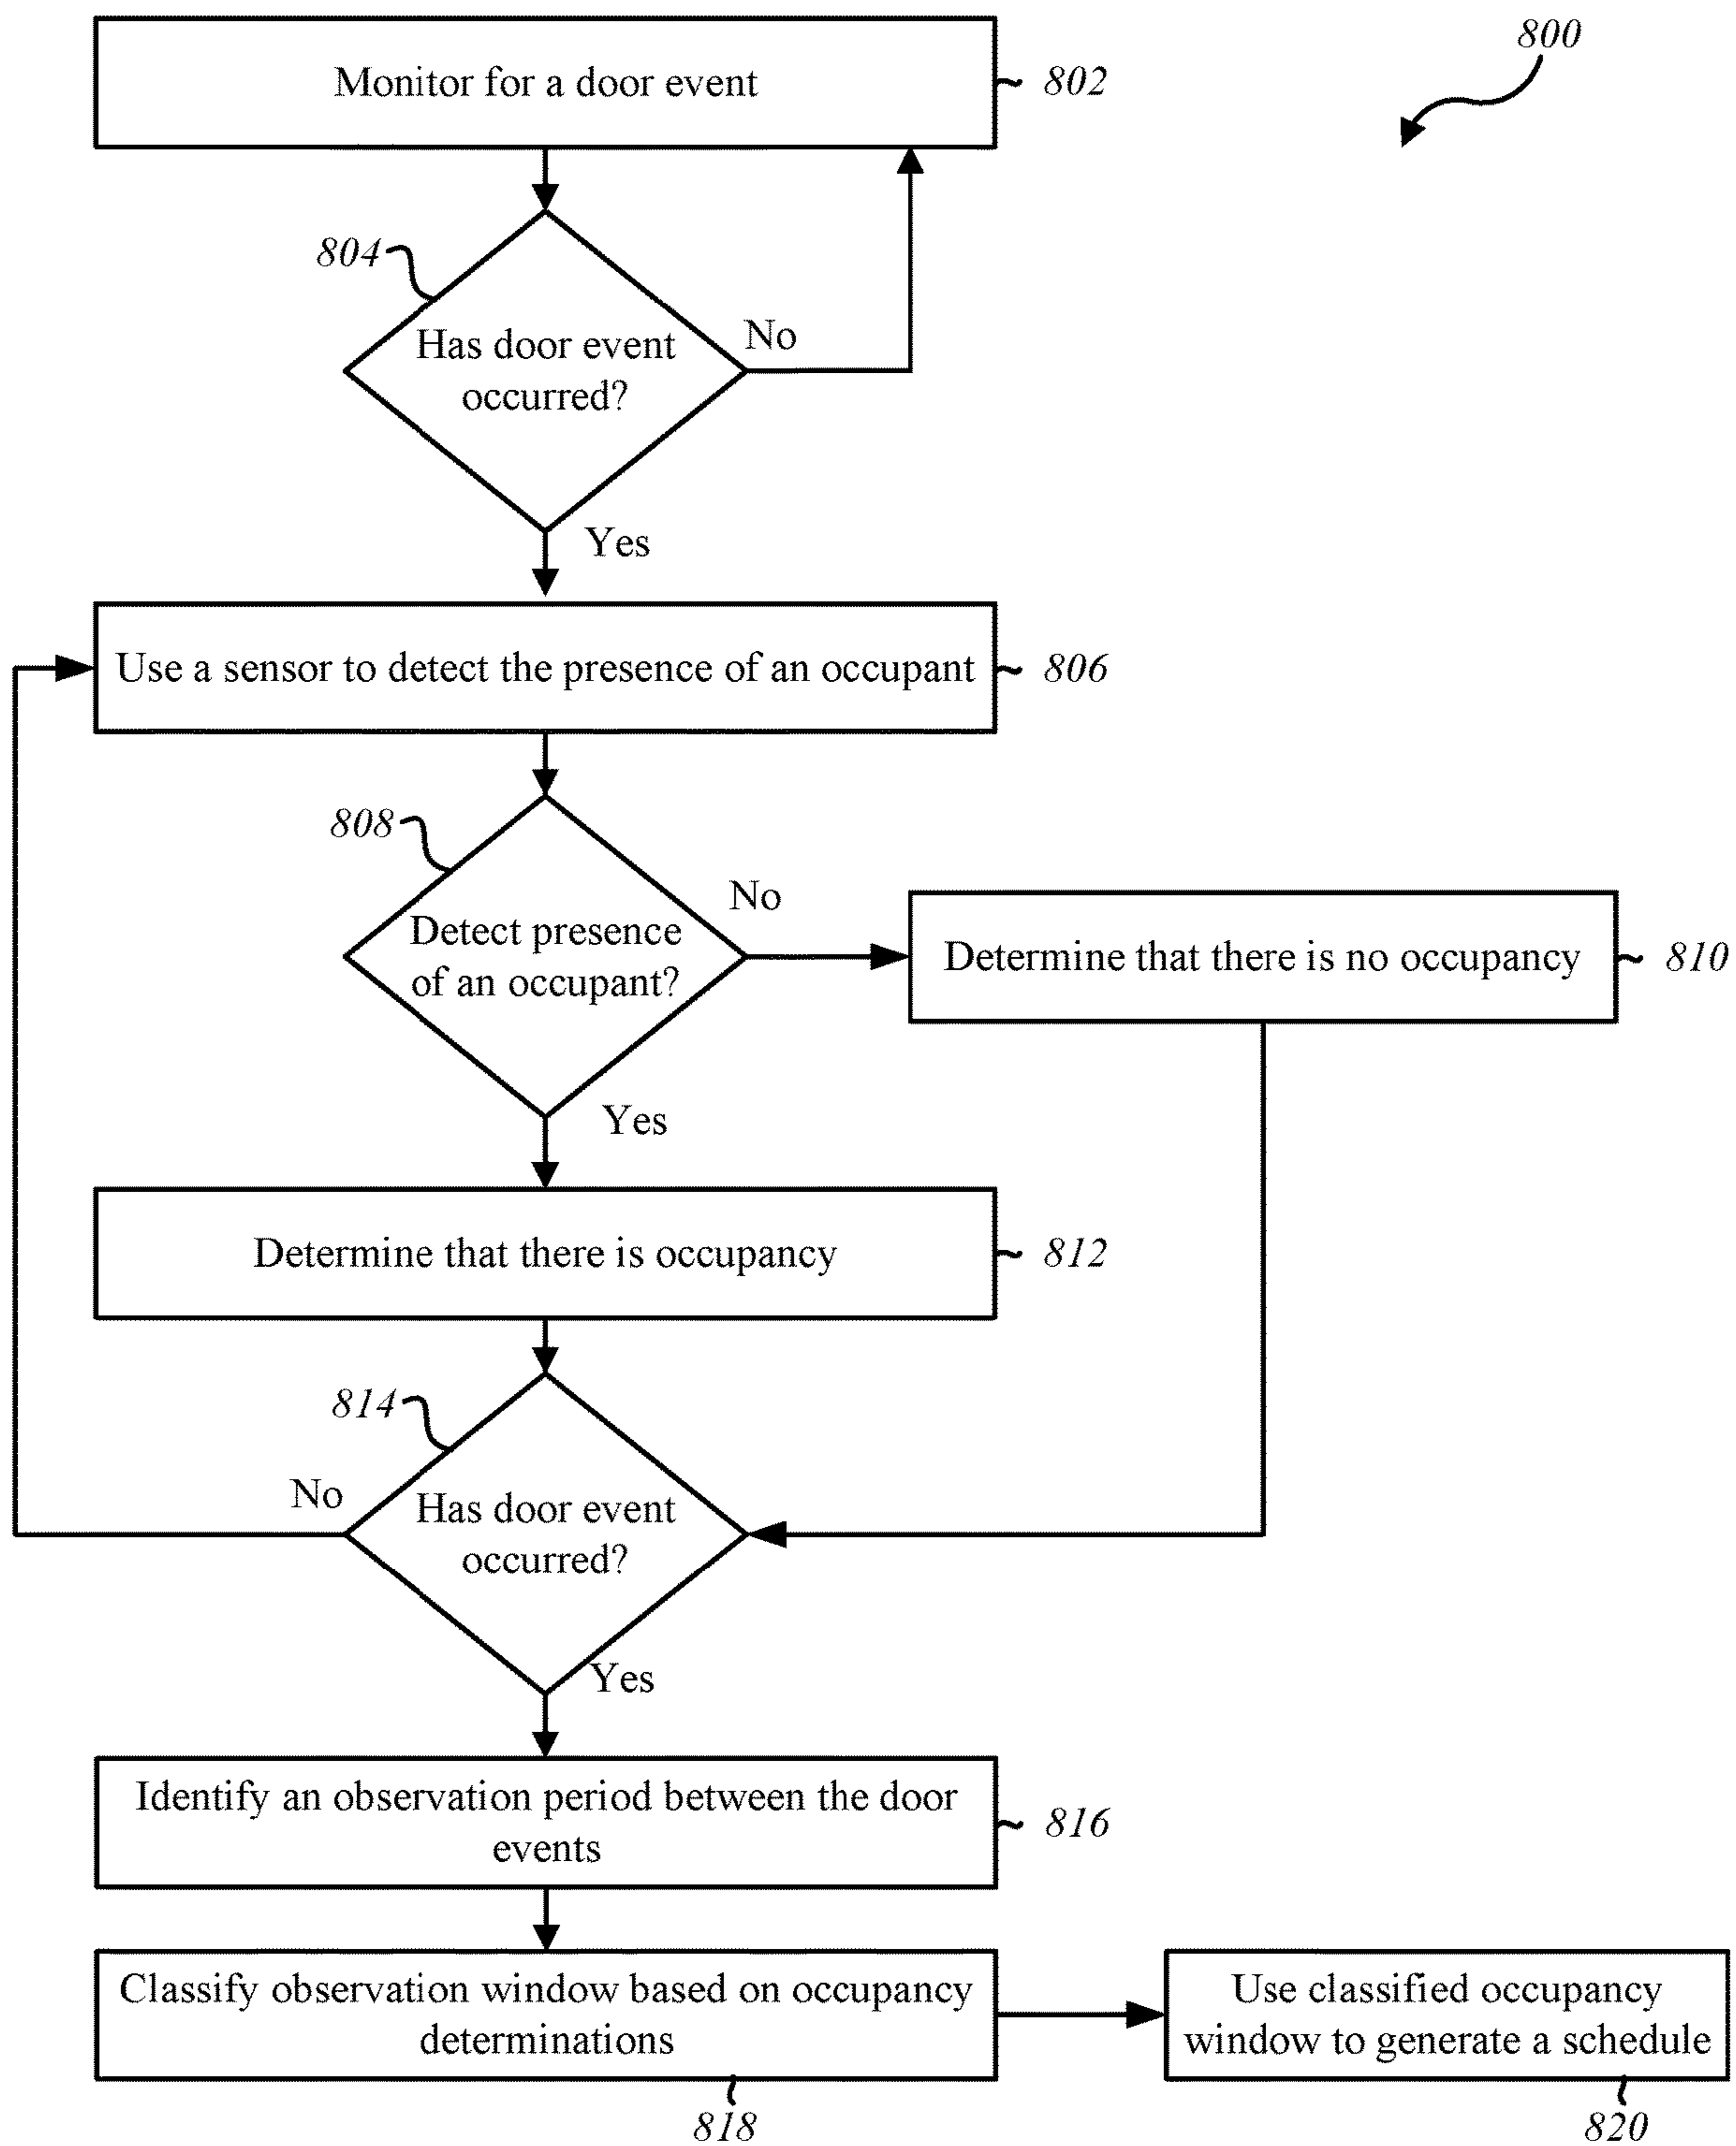 800
Monitor for a door event
802
804
Has door event
occurred?
No
Yes
Use a sensor to detect the presence of an occupant
806
808
Detect presence
of an occupant?
No
Determine that there is no occupancy
810
Yes
Determine that there is occupancy
812
814
No
Has door event
occurred?
Yes
Identify an observation period between the door
events
816
Classify observation window based on occupancy
determinations
818
Use classified occupancy
window to generate a schedule
820